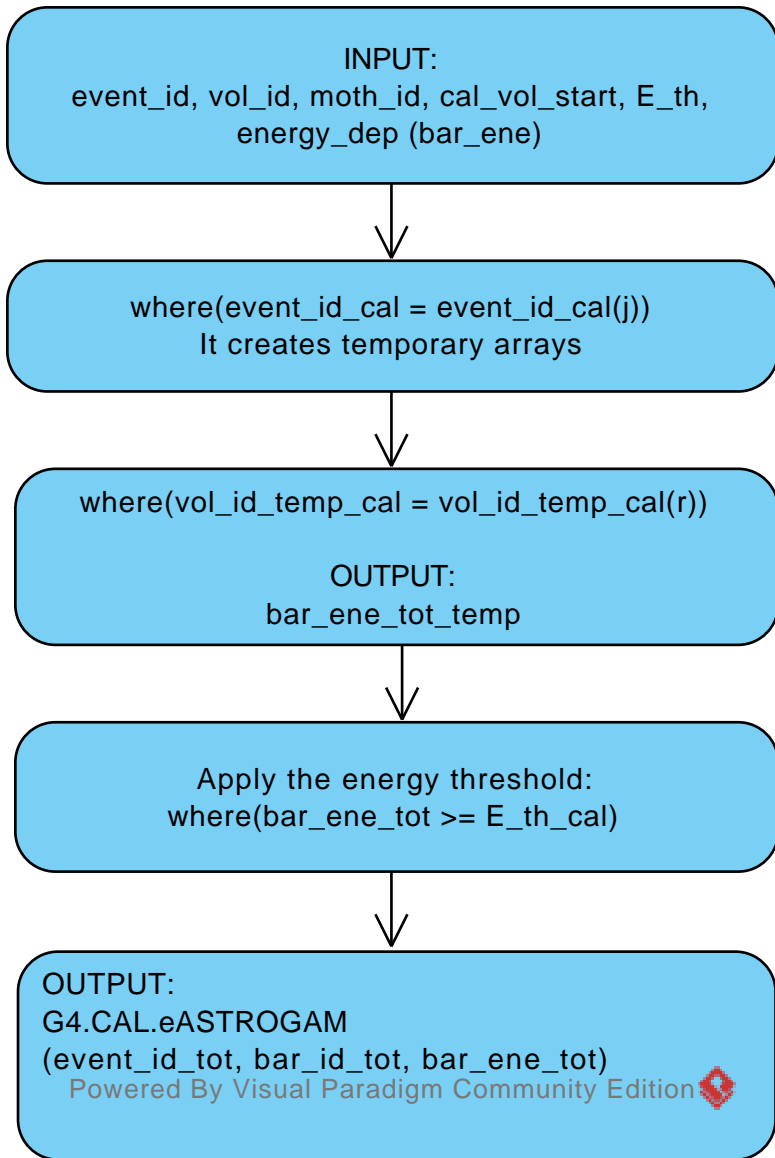 INPUT:
event_id, vol_id, moth_id, cal_vol_start, E_th,
energy_dep (bar_ene)
where(event_id_cal = event_id_cal(j))
It creates temporary arrays
where(vol_id_temp_cal = vol_id_temp_cal(r))
OUTPUT:
bar_ene_tot_temp
Apply the energy threshold:
where(bar_ene_tot >= E_th_cal)
OUTPUT:
G4.CAL.eASTROGAM
(event_id_tot, bar_id_tot, bar_ene_tot)
Powered By Visual Paradigm Community Edition